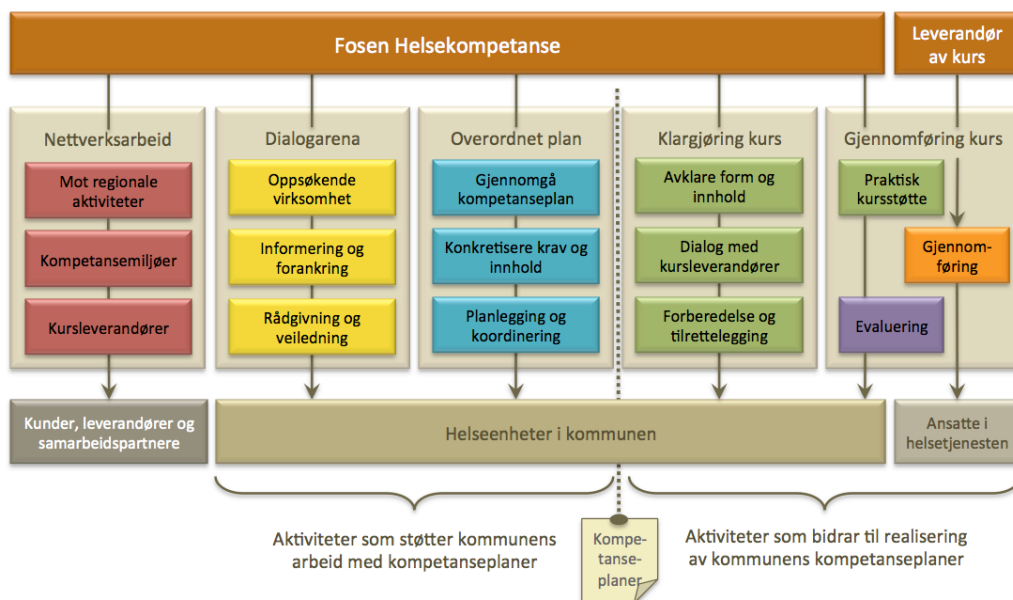 Fosen Helsekompetanse
Leverandør
av kurs
Nettverksarbeid
Mot regionale
aktiviteter
Kompetansemiljøer
Kursleverandører
Dialogarena
Oppsøkende
virksomhet
Informering og
forankring
Rådgivning og
veiledning
Overordnet plan
Gjennomgå
kompetanseplan
Konkretisere krav og
innhold
Planlegging og
koordinering
Klargjøring kurs
Avklare form og
innhold
Dialog med
kursleverandører
Forberedelse og
tilrettelegging
Gjennomføring kurs
Praktisk
kursstøtte
Gjennom-
føring
Evaluering
Kunder, leverandører og
samarbeidspartnere
Helseenheter i kommunen
Ansatte i
helsetjenesten
Aktiviteter som støtter kommunens
arbeid med kompetanseplaner
Kompe-
tanse-
planer
Aktiviteter som bidrar til realisering
av kommunens kompetanseplaner